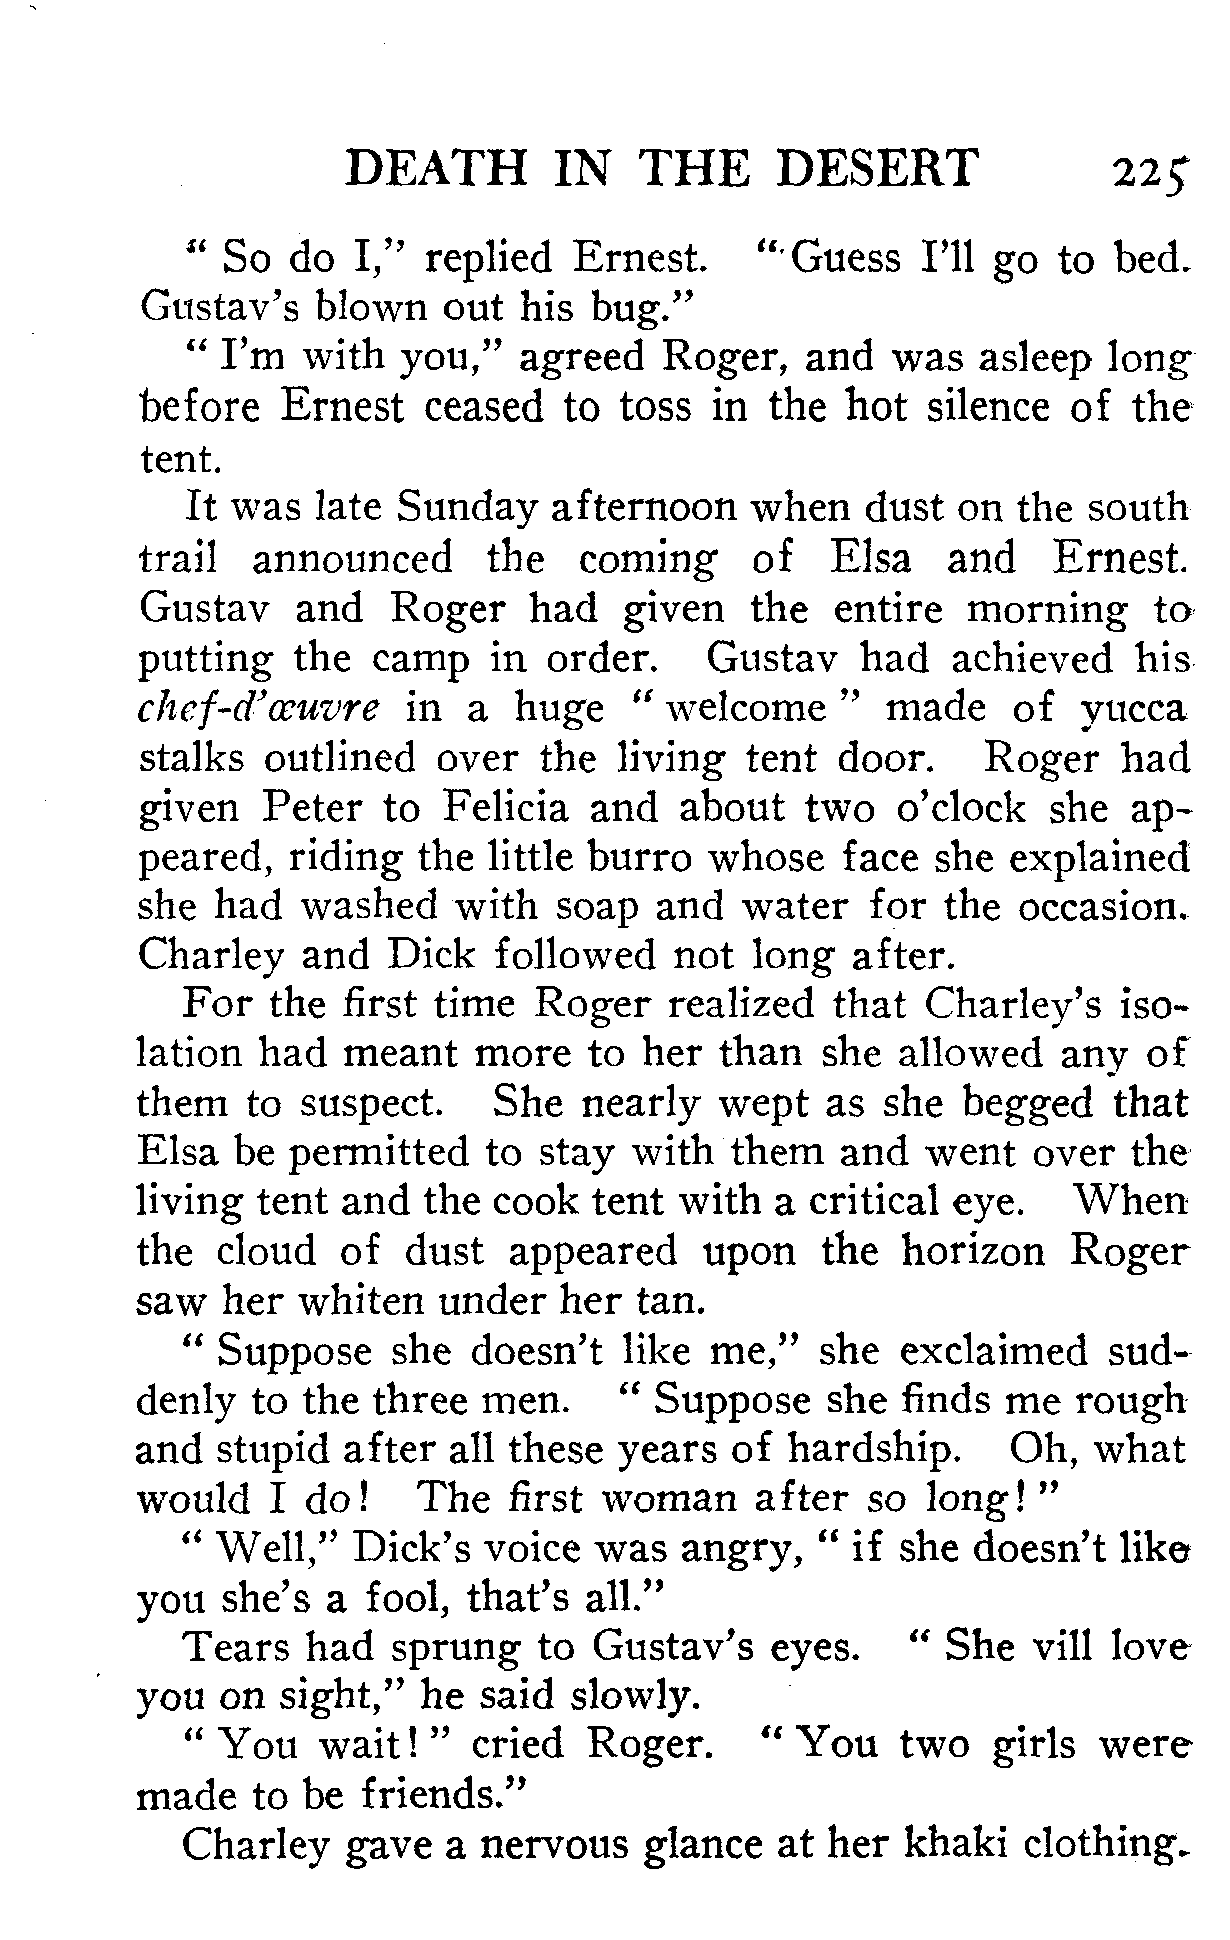 DEATH IN THE DESERT 225
" So do I," replied Ernest. " Guess I'll go to bed.
Gustav's blown out his bug."
" I'm with you," agreed Roger, and was asleep long
before Ernest ceased to toss in the hot silence of the
tent.
It was late Sunday afternoon when dust on the south
trail announced the coming of Elsa and Ernest.
Gustav and Roger had given the entire morning to
putting the camp in order. Gustav had achieved his
chef-d'œuvre in a huge " welcome " made of yucca
stalks outlined over the living tent door. Roger had
given Peter to Felicia and about two o'clock she ap-
peared, riding the little burro whose face she explained
she had washed with soap and water for the occasion.
Charley and Dick followed not long after.
For the first time Roger realized that Charley's iso-
lation had meant more to her than she allowed any of
them to suspect. She nearly wept as she begged that
Elsa be permitted to stay with them and went over the
living tent and the cook tent with a critical eye. When
the cloud of dust appeared upon the horizon Roger
saw her whiten under her tan.
" Suppose she doesn't like me," she exclaimed sud-
denly to the three men. " Suppose she finds me rough
and stupid after all these years of hardship. Oh, what
would I do! The first woman after so long! "
" Well," Dick's voice was angry, " if she doesn't like
you she's a fool, that's all."
Tears had sprung to Gustav's eyes. " She vill love
you on sight," he said slowly.
" You wait! " cried Roger. " You two girls were
made to be friends."
Charley gave a nervous glance at her khaki clothing.